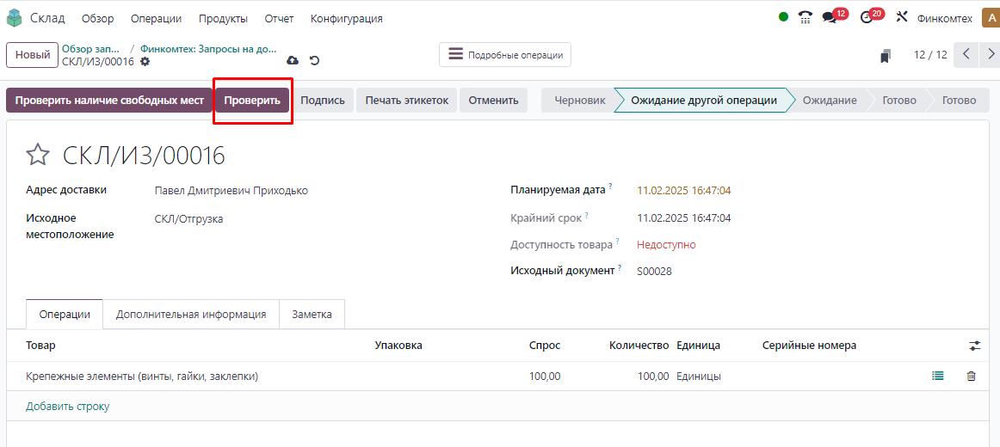 Склад Обзор Операции Продукты Отчет Конфигурация 12 20 Финкомтех А
Новый Обзор зап... / Финкомтех: Запросы на до... Подробные операции 12 / 12
СКЛ/ИЗ/00016
Проверить наличие свободных мест Проверить Подпись Печать этикеток Отменить Черновик Ожидание другой операции Ожидание Готово Готово
СКЛ/ИЗ/00016
Адрес доставки Павел Дмитриевич Приходько Планируемая дата ? 11.02.2025 16:47:04
Исходное местоположение СКЛ/Отгрузка Крайний срок ? 11.02.2025 16:47:04
Доступность товара ? Недоступно
Исходный документ ? S00028
Операции Дополнительная информация Заметка
Товар Упаковка Спрос Количество Единица Серийные номера
Крепежные элементы (винты, гайки, заклепки) 100,00 100,00 Единицы
Добавить строку